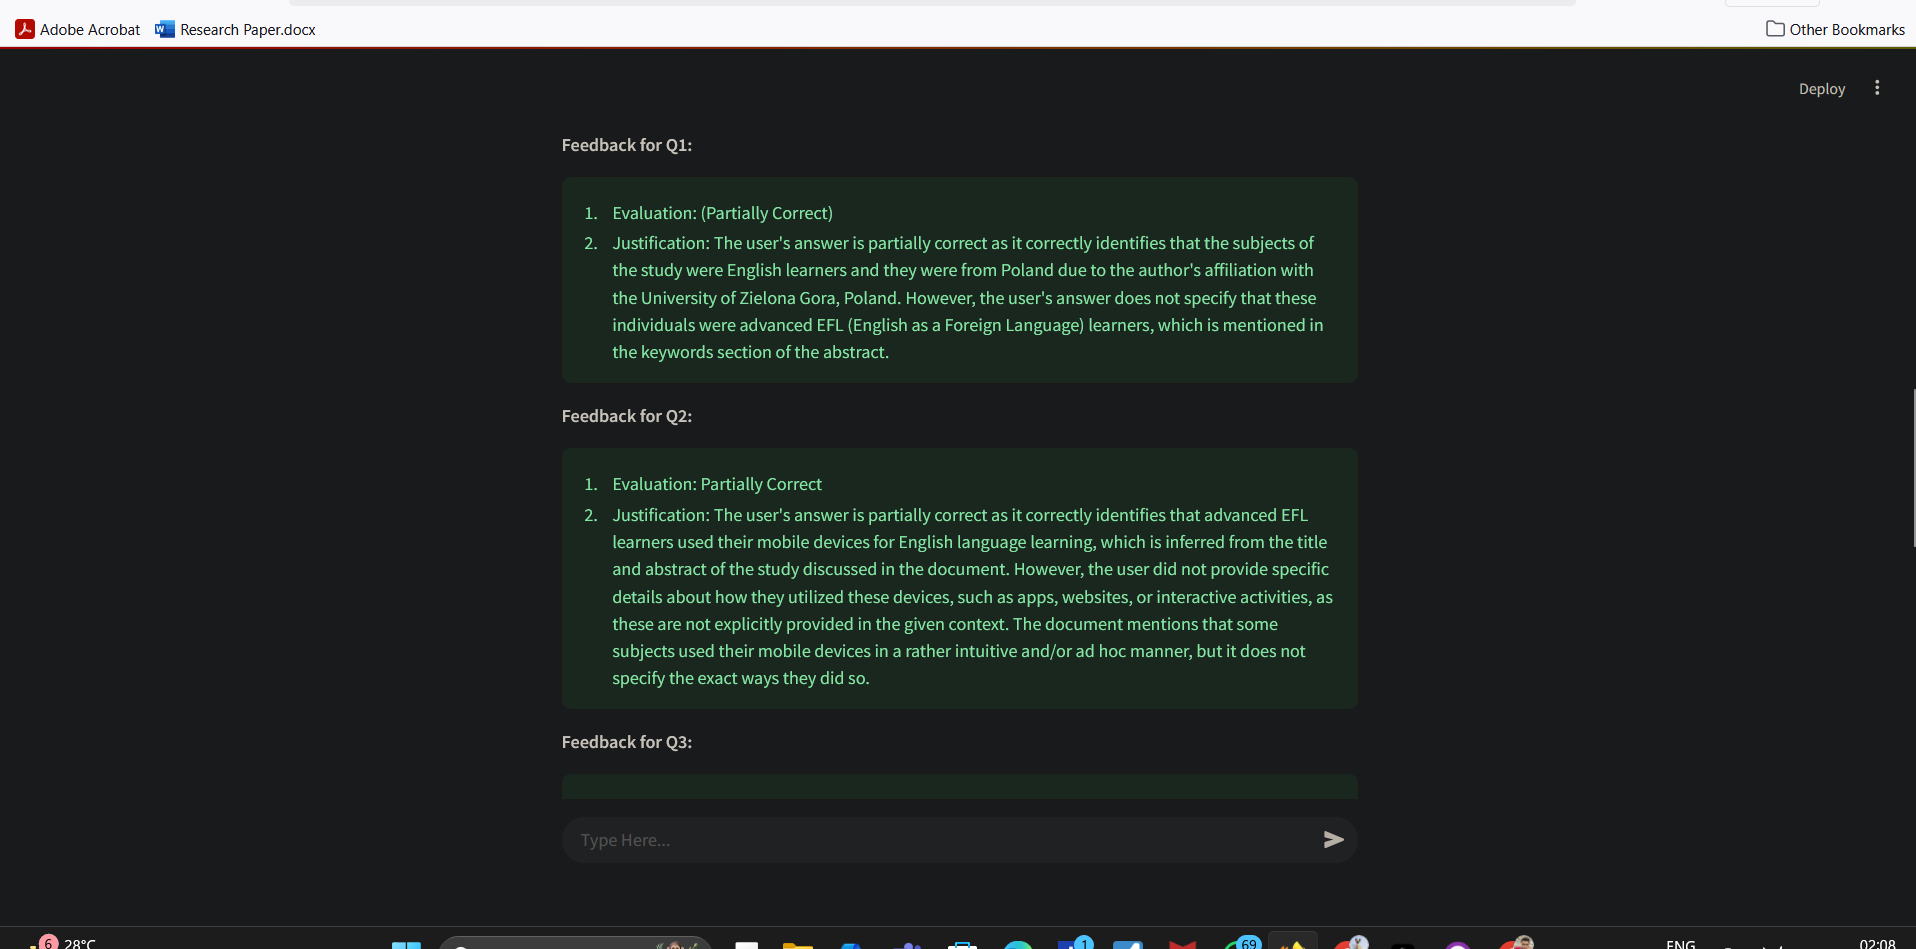 Adobe Acrobat
Research Paper.docx
Other Bookmarks
Deploy
Feedback for Q1:
1. Evaluation: (Partially Correct)
2. Justification: The user's answer is partially correct as it correctly identifies that the subjects of
the study were English learners and they were from Poland due to the author's affiliation with
the University of Zielona Gora, Poland. However, the user's answer does not specify that these
individuals were advanced EFL (English as a Foreign Language) learners, which is mentioned in
the keywords section of the abstract.
Feedback for Q2:
1. Evaluation: Partially Correct
2. Justification: The user's answer is partially correct as it correctly identifies that advanced EFL
learners used their mobile devices for English language learning, which is inferred from the title
and abstract of the study discussed in the document. However, the user did not provide specific
details about how they utilized these devices, such as apps, websites, or interactive activities, as
these are not explicitly provided in the given context. The document mentions that some
subjects used their mobile devices in a rather intuitive and/or ad hoc manner, but it does not
specify the exact ways they did so.
Feedback for Q3:
Type Here...
6
28°C
1
69
ENG
02:08